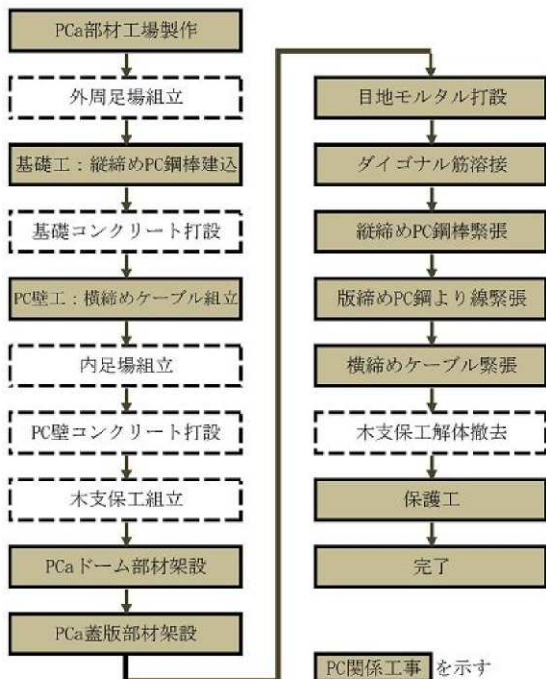 PCa部材工場製作
外周足場組立
基礎工：縦締めPC鋼棒建込
基礎コンクリート打設
PC壁工：横締めケーブル組立
内足場組立
PC壁コンクリート打設
木支保工組立
PCaドーム部材架設
PCa蓋版部材架設
目地モルタル打設
ダイゴナル筋溶接
縦締めPC鋼棒緊張
版締めPC鋼より線緊張
横締めケーブル緊張
木支保工解体撤去
保護工
完了
PC関係工事 を示す